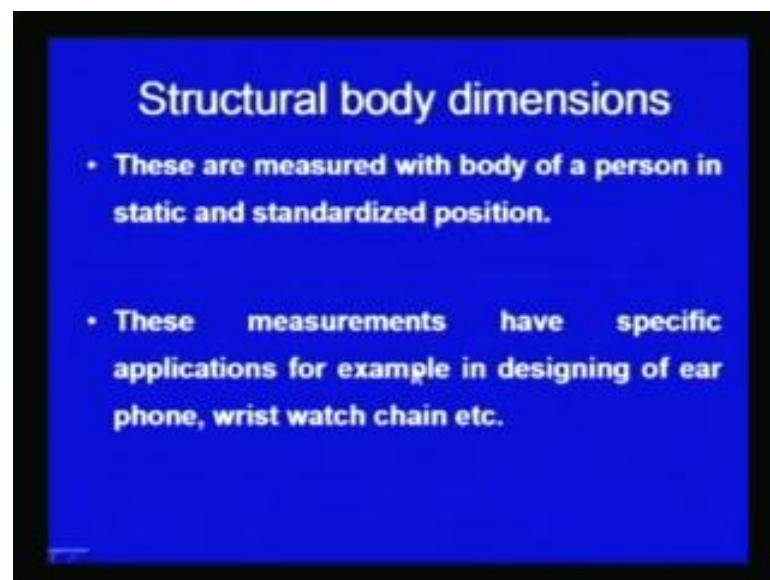 Structural body dimensions
• These are measured with body of a person in
static and standardized position.
• These measurements have specific
applications for example in designing of ear
phone, wrist watch chain etc.